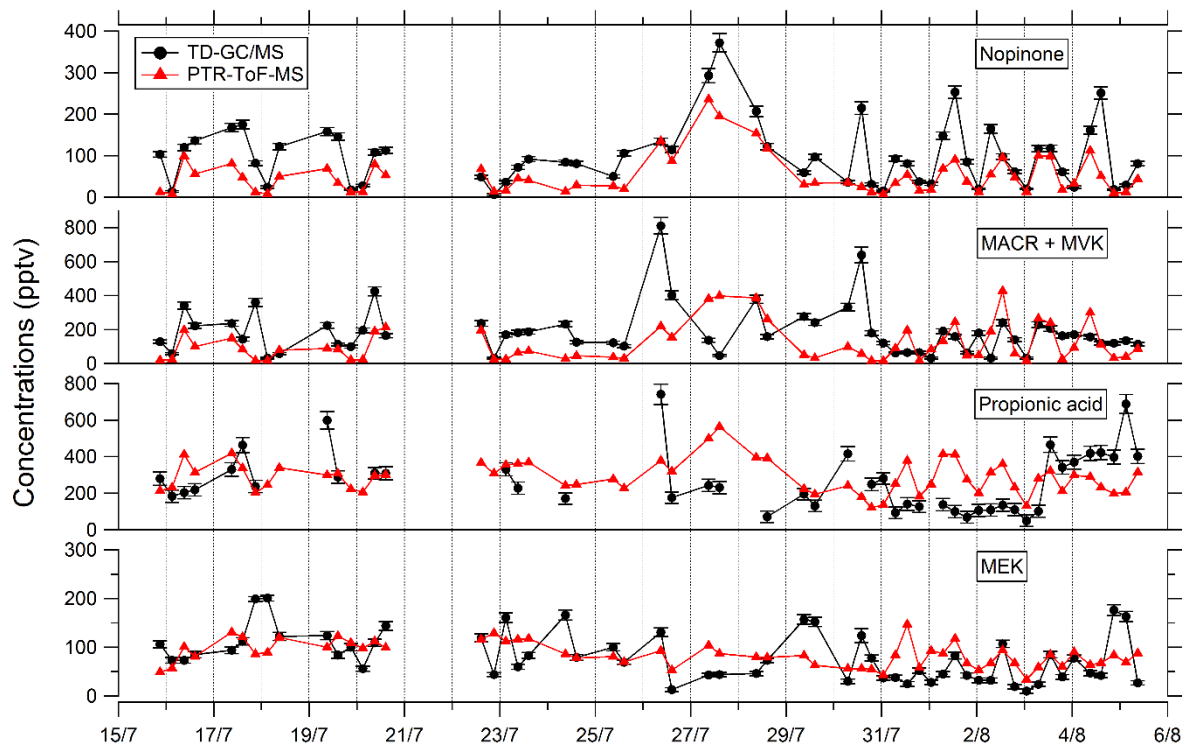 Concentrations (pptv)
400
300
200
100
0
TD-GC/MS
PTR-ToF-MS
Nopinone
800
600
400
200
0
MACR + MVK
800
600
400
200
0
Propionic acid
300
200
100
0
MEK
15/7 17/7 19/7 21/7 23/7 25/7 27/7 29/7 31/7 2/8 4/8 6/8